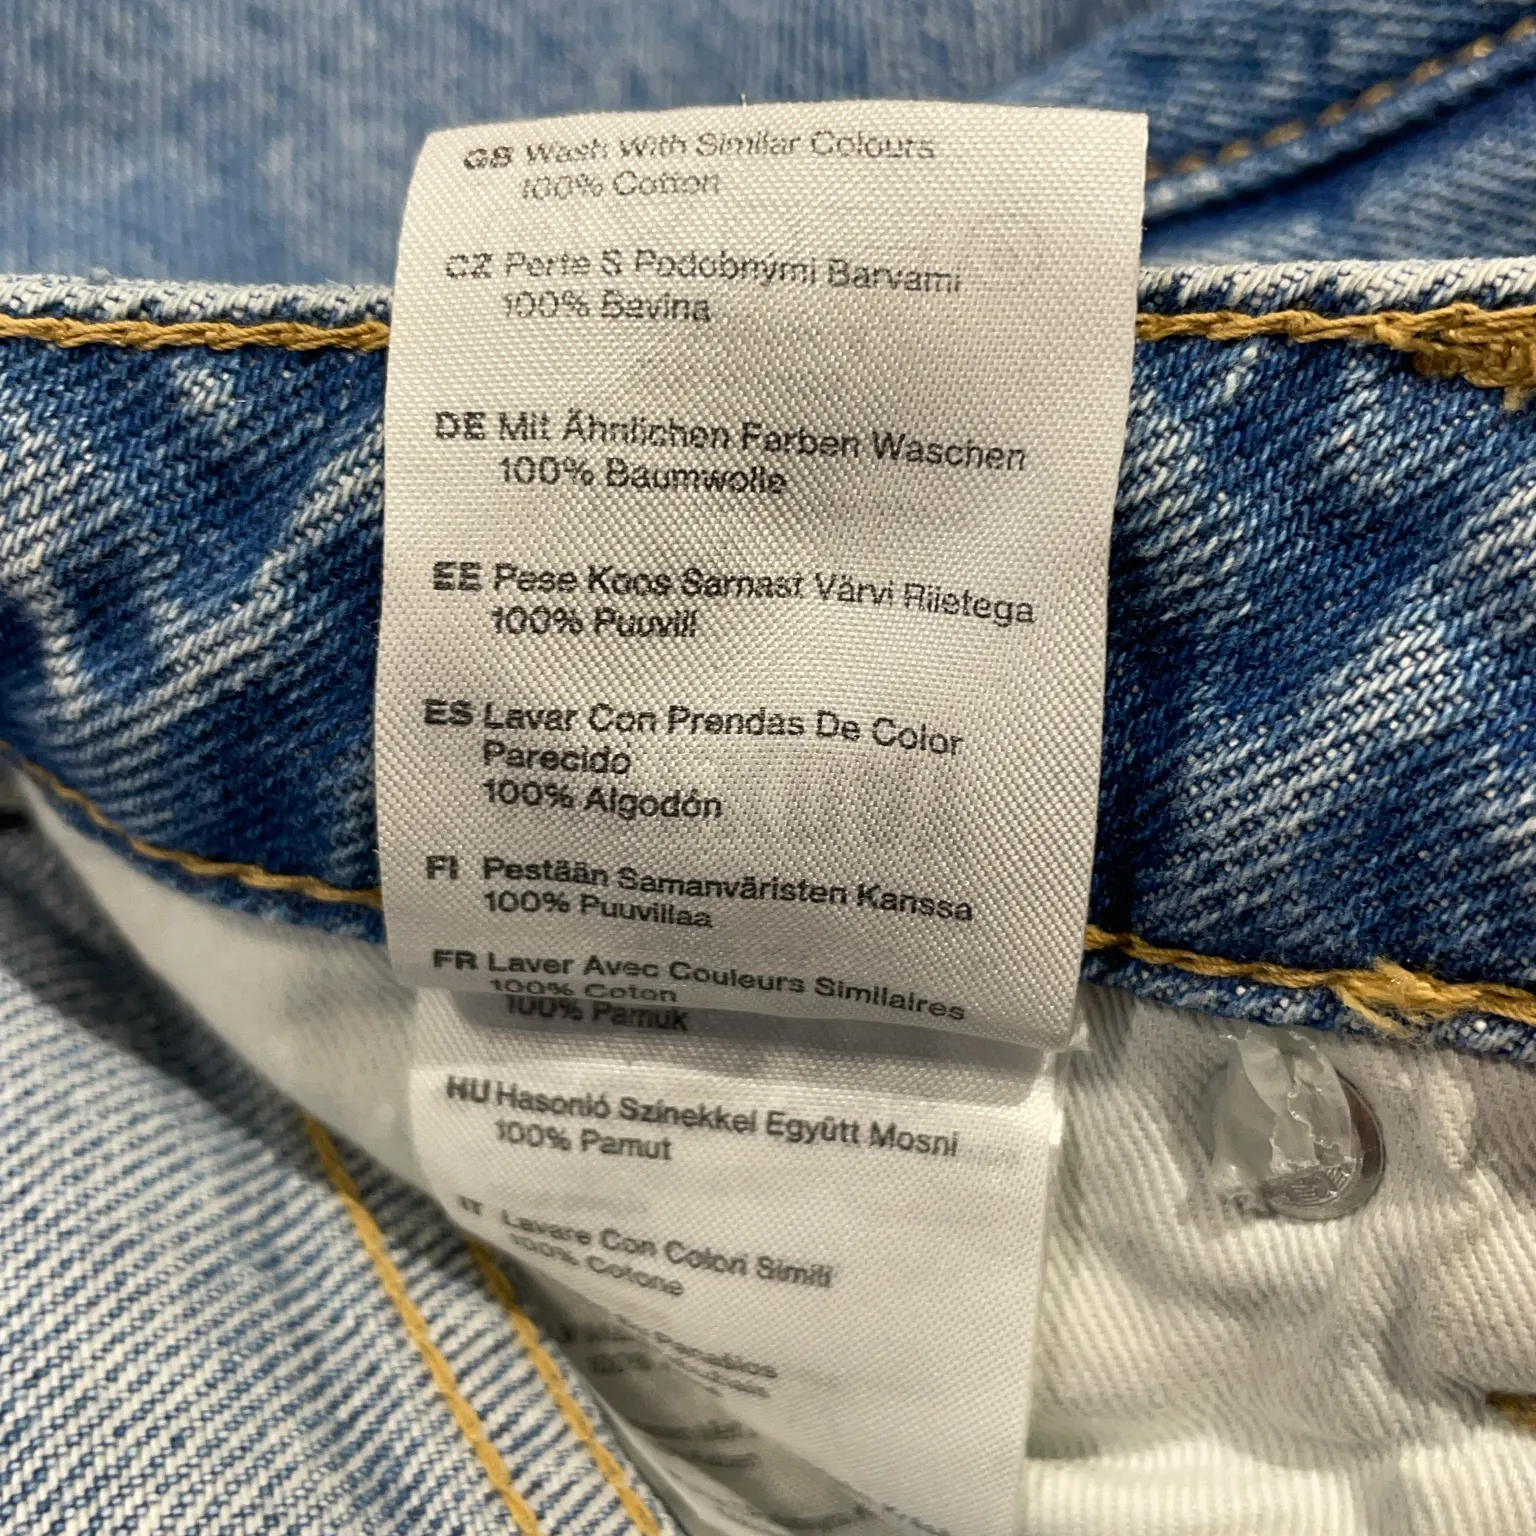 GB Wash With Similar Colours
100% Cotton
CZ Perte S Podobnými Barvami
100% Bavlna
DE Mit Ähnlichen Farben Waschen
100% Baumwolle
EE Pese Koos Sarnast Värvi Riietega
100% Puuvill
ES Lavar Con Prendas De Color
Parecido
100% Algodón
FI Pestään Samanväristen Kanssa
100% Puuvillaa
FR Laver Avec Couleurs Similaires
100% Coton
100% Pamuk
HU Hasonló Színekkel Együtt Mosni
100% Pamut
IT Lavare Con Colori Simili
100% Cotone